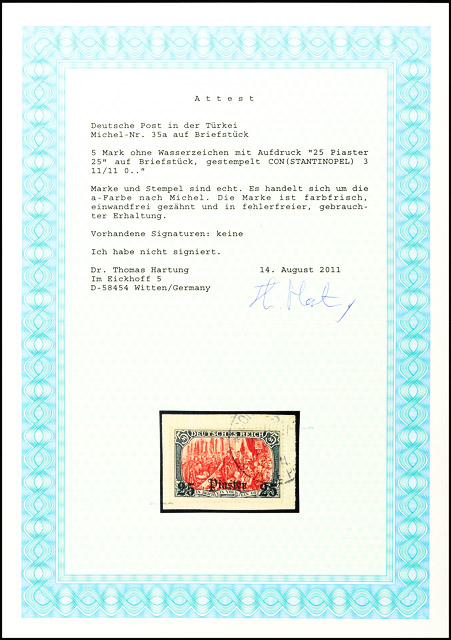 Attest
Deutsche Post in der Türkei
Michel-Nr. 35a auf Briefstück
5 Mark ohne Wasserzeichen mit Aufdruck "25 Piaster
25" auf Briefstück, gestempelt CON(STANTINOPEL) 3
11/11 0.."
Marke und Stempel sind echt. Es handelt sich um die
a-Farbe nach Michel. Die Marke ist farbfrisch,
einwandfrei gezähnt und in fehlerfreier, gebrauch-
ter Erhaltung.
Vorhandene Signaturen: keine
Ich habe nicht signiert.
Dr. Thomas Hartung 14. August 2011
Im Eickhoff 5
D-58454 Witten/Germany
DEUTSCHES REICH
25 Piaster 25